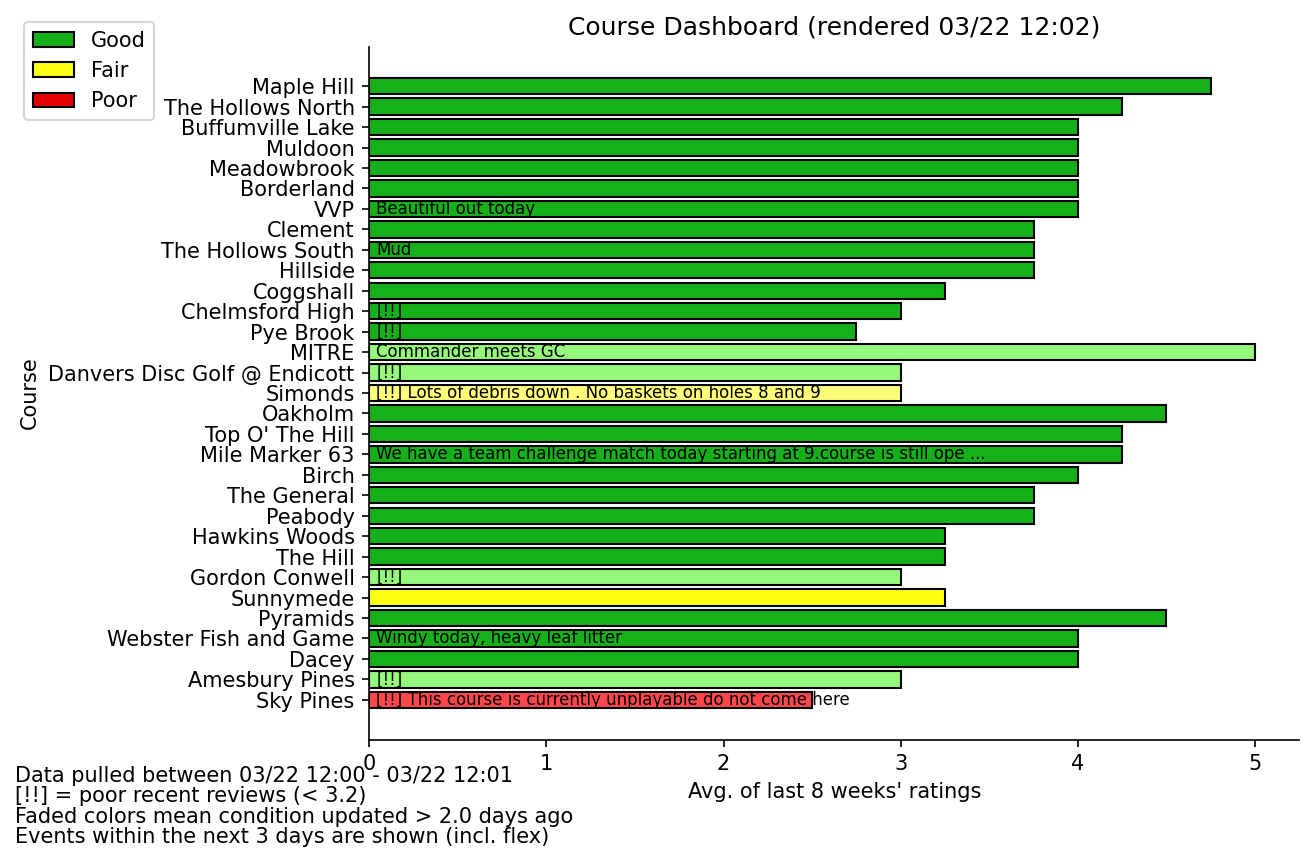 Course Dashboard (rendered 03/22 12:02)
Good
Fair
Poor
Course
Maple Hill
The Hollows North
Buffumville Lake
Muldoon
Meadowbrook
Borderland
VVP Beautiful out today
Clement
The Hollows South Mud
Hillside
Coggshall
Chelmsford High [!!]
Pye Brook [!!]
MITRE Commander meets GC
Danvers Disc Golf @ Endicott [!!]
Simonds [!!] Lots of debris down . No baskets on holes 8 and 9
Oakholm
Top O' The Hill
Mile Marker 63 We have a team challenge match today starting at 9.course is still ope ...
Birch
The General
Peabody
Hawkins Woods
The Hill
Gordon Conwell [!!]
Sunnymede
Pyramids
Webster Fish and Game Windy today, heavy leaf litter
Dacey
Amesbury Pines [!!]
Sky Pines [!!] This course is currently unplayable do not come here
0 1 2 3 4 5
Avg. of last 8 weeks' ratings
Data pulled between 03/22 12:00 - 03/22 12:01
[!!] = poor recent reviews (< 3.2)
Faded colors mean condition updated > 2.0 days ago
Events within the next 3 days are shown (incl. flex)